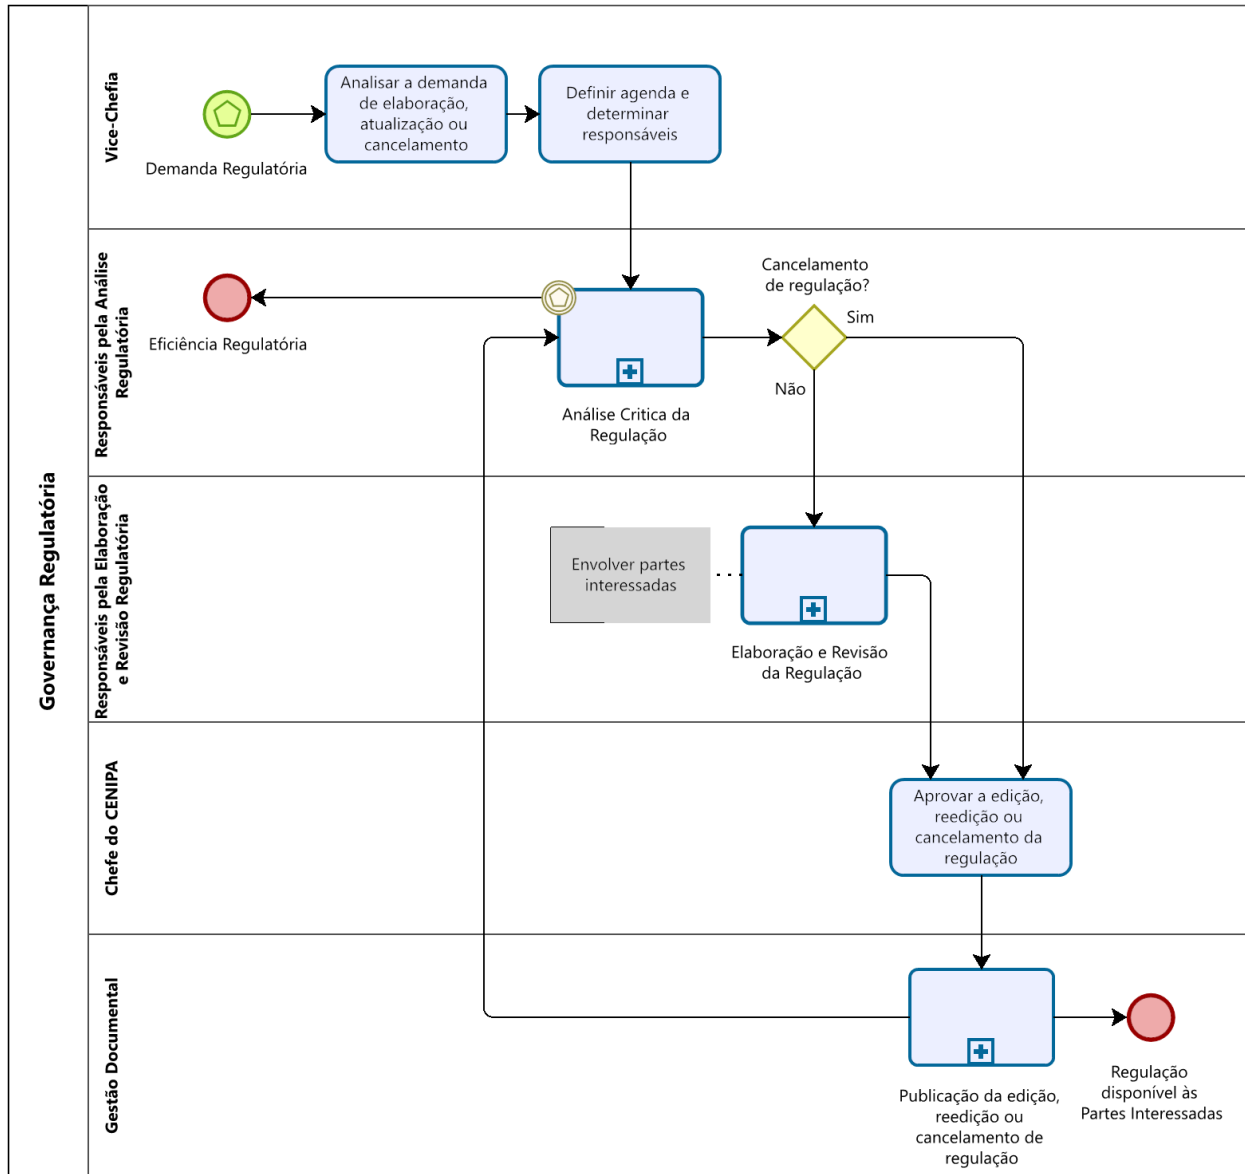 Governança Regulatória
Vice-Chefia
Demanda Regulatória
Analisar a demanda
de elaboração,
atualização ou
cancelamento
Definir agenda e
determinar
responsáveis
Responsáveis pela Análise
Regulatória
Eficiência Regulatória
Análise Critica da
Regulação
Cancelamento
de regulação?
Sim
Não
Responsáveis pela Elaboração
e Revisão Regulatória
Envolver partes
interessadas
Elaboração e Revisão
da Regulação
Chefe do CENIPA
Aprovar a edição,
reedição ou
cancelamento da
regulação
Gestão Documental
Publicação da edição,
reedição ou
cancelamento de
regulação
Regulação
disponível às
Partes Interessadas